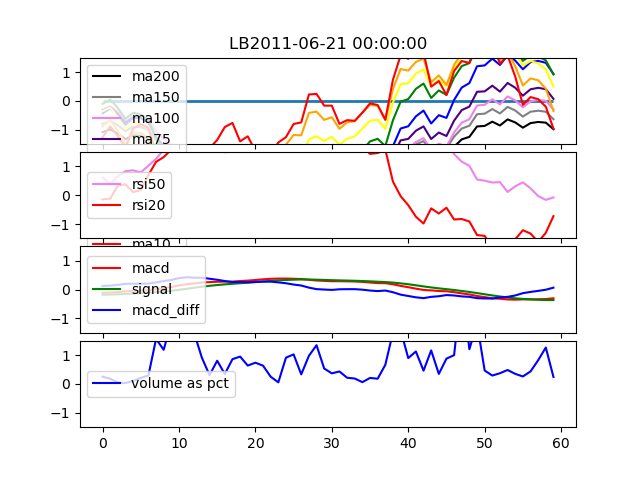 LB2011-06-21 00:00:00
1
0
−1
ma200
ma150
ma100
ma75
1
0
−1
rsi50
rsi20
ma10
1
0
−1
macd
signal
macd_diff
1
0
−1
volume as pct
0 10 20 30 40 50 60